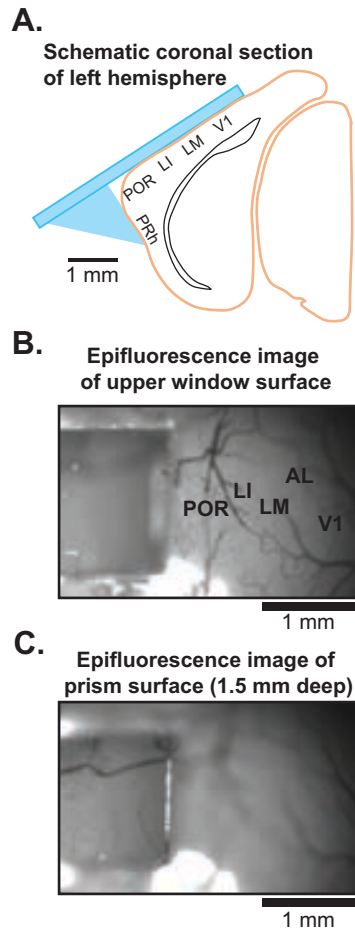 A.
Schematic coronal section
of left hemisphere
V1
LM
LI
POR
PRh
1 mm
B.
Epifluorescence image
of upper window surface
AL
LI
POR
LM
V1
1 mm
C.
Epifluorescence image of
prism surface (1.5 mm deep)
1 mm